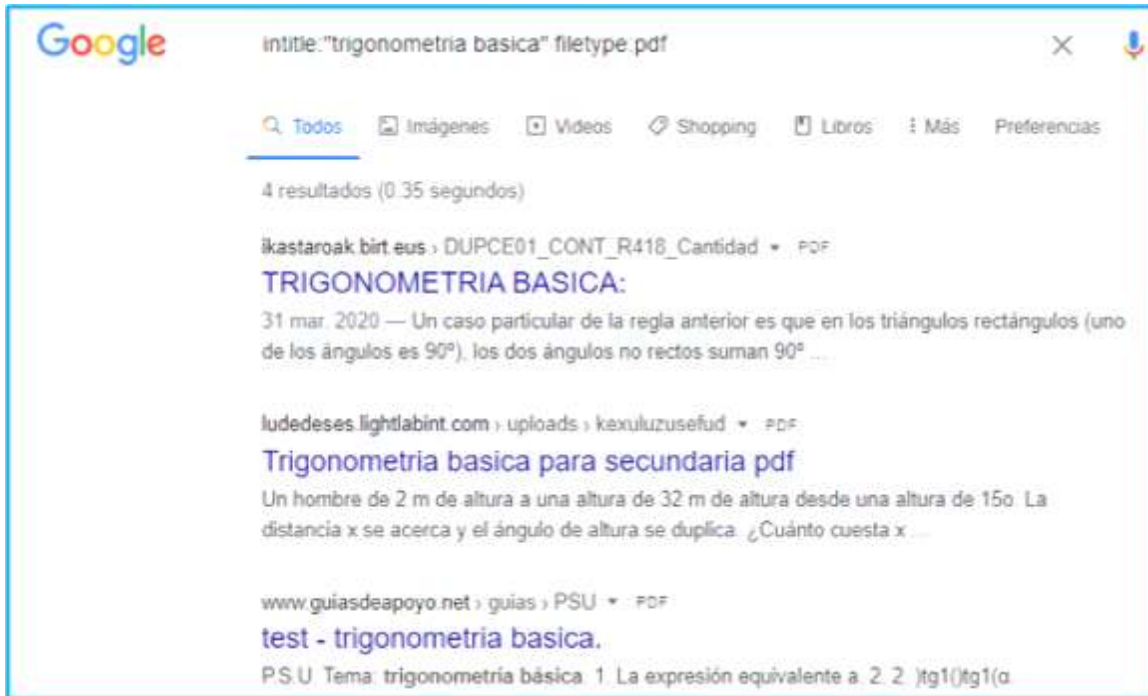 Google
intitle:"trigonometria basica" filetype:pdf
Todos Imágenes Videos Shopping Libros Más Preferencias
4 resultados (0.35 segundos)
ikastaroak.birt.eus › DUPCE01_CONT_R418_Cantidad PDF
TRIGONOMETRIA BASICA:
31 mar. 2020 — Un caso particular de la regla anterior es que en los triángulos rectángulos (uno
de los ángulos es 90º), los dos ángulos no rectos suman 90º ...
ludedeses.lightlabint.com › uploads › kexuluzusefud PDF
Trigonometria basica para secundaria pdf
Un hombre de 2 m de altura a una altura de 32 m de altura desde una altura de 15o. La
distancia x se acerca y el ángulo de altura se duplica. ¿Cuánto cuesta x ...
www.guiasdeapoyo.net › guias › PSU PDF
test - trigonometria basica.
P.S.U. Tema: trigonometría básica. 1. La expresión equivalente a. 2. 2. )tg1()tg1(α